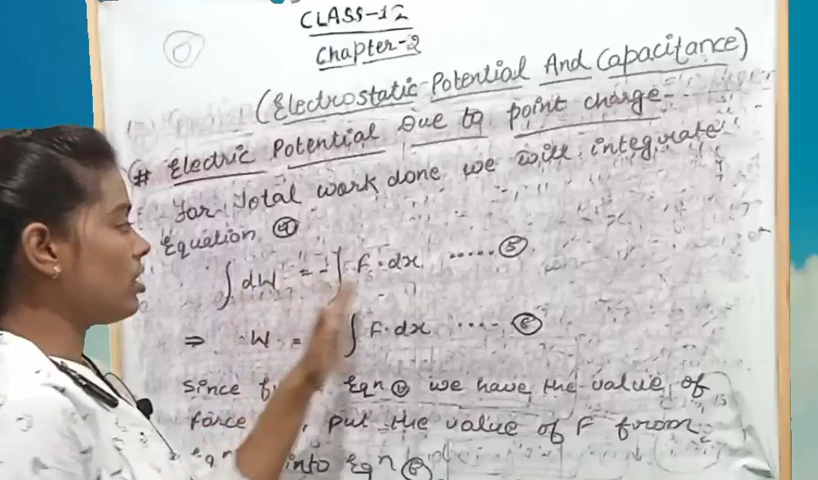 CLASS-12
Chapter-2
(Electrostatic Potential And Capacitance)
# Electric Potential Due to point charge-
For Total work done we will integrate
Equation ④
∫ dW = -∫ F. dx ..... ⑤
⇒ W = ∫ F. dx .... ⑥
Since Eqn we have the value of
force put the value of F from
eqn into Eqn ⑥